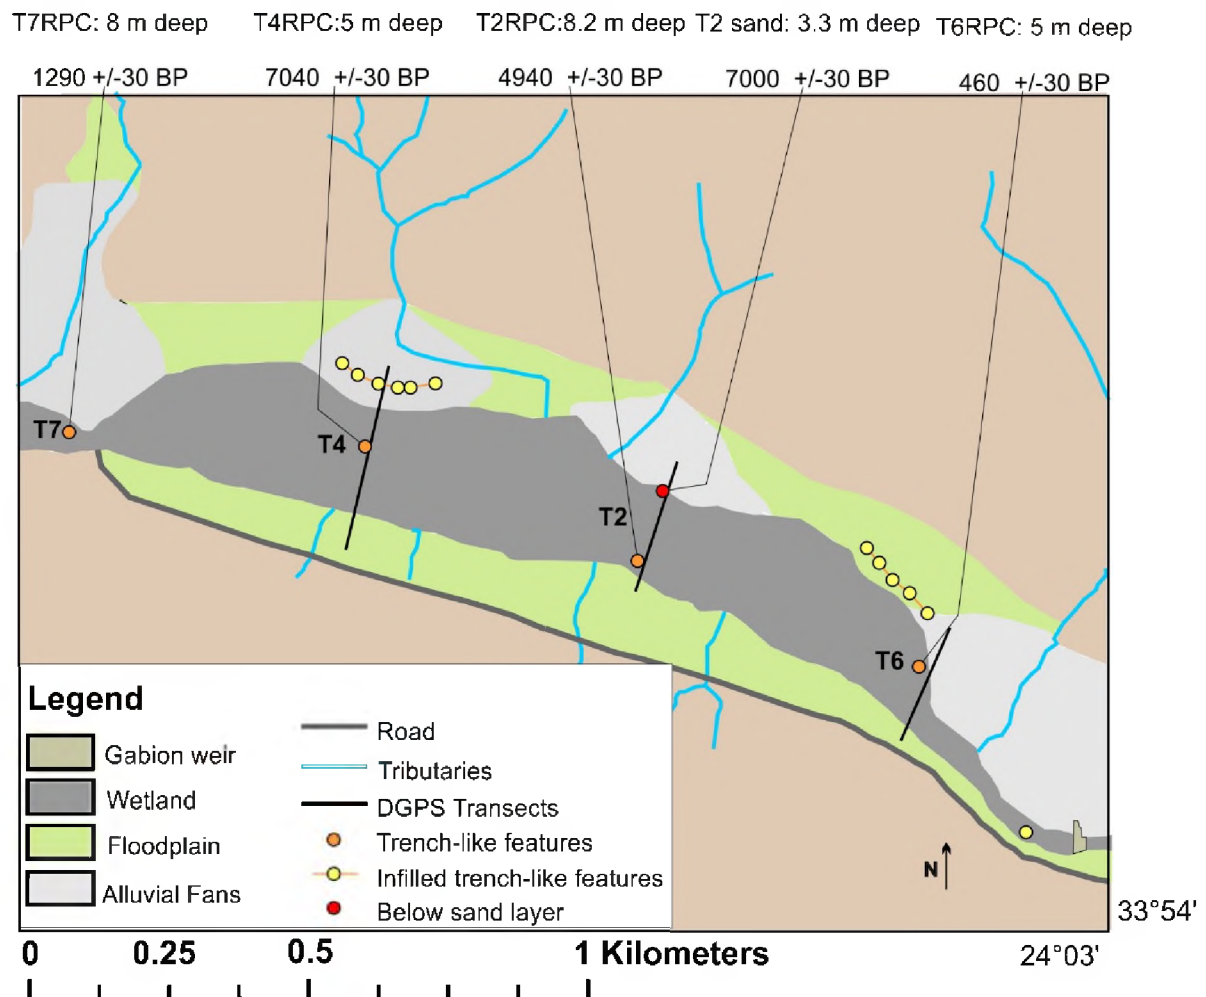 T7RPC: 8 m deep T4RPC:5 m deep T2RPC:8.2 m deep T2 sand: 3.3 m deep T6RPC: 5 m deep
1290 +/-30 BP 7040 +/-30 BP 4940 +/-30 BP 7000 +/-30 BP 460 +/-30 BP
T7
T4
T2
T6
Legend
Gabion weir
Wetland
Floodplain
Alluvial Fans
Road
Tributaries
DGPS Transects
Trench-like features
Infilled trench-like features
Below sand layer
N
33°54'
24°03'
0 0.25 0.5 1 Kilometers